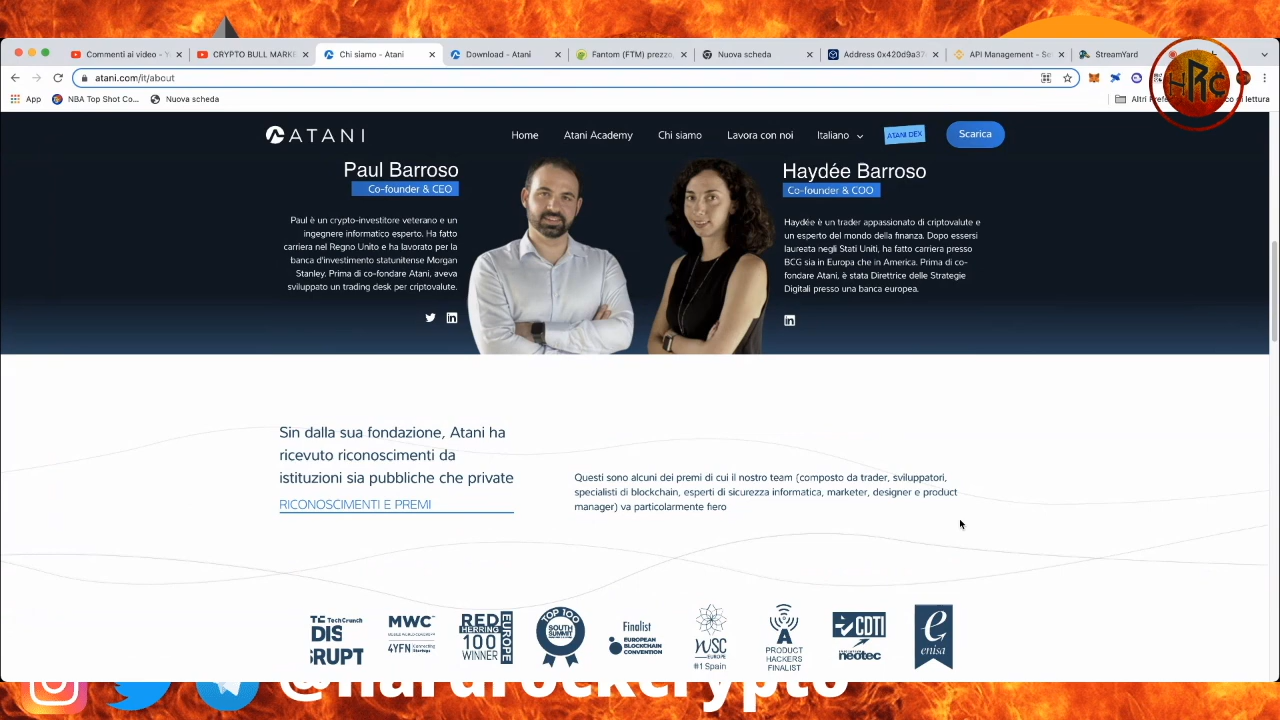 Commenti ai video - Y
CRYPTO BULL MARKE
Chi siamo - Atani
Download - Atani
Fantom (FTM) prezzo,
Nuova scheda
Address 0x420d9a37
API Management - Se
StreamYard
atani.com/it/about
App
NBA Top Shot Co...
Nuova scheda
Altri Prefe
o di lettura
HRC
ATANI
Home
Atani Academy
Chi siamo
Lavora con noi
Italiano
ATANI DEX
Scarica
Paul Barroso
Co-founder & CEO
Paul è un crypto-investitore veterano e un
ingegnere informatico esperto. Ha fatto
carriera nel Regno Unito e ha lavorato per la
banca d'investimento statunitense Morgan
Stanley. Prima di co-fondare Atani, aveva
sviluppato un trading desk per criptovalute.
Haydée Barroso
Co-founder & COO
Haydée è un trader appassionato di criptovalute e
un esperto del mondo della finanza. Dopo essersi
laureata negli Stati Uniti, ha fatto carriera presso
BCG sia in Europa che in America. Prima di co-
fondare Atani, è stata Direttrice delle Strategie
Digitali presso una banca europea.
Sin dalla sua fondazione, Atani ha
ricevuto riconoscimenti da
istituzioni sia pubbliche che private
RICONOSCIMENTI E PREMI
Questi sono alcuni dei premi di cui il nostro team (composto da trader, sviluppatori,
specialisti di blockchain, esperti di sicurezza informatica, marketer, designer e product
manager) va particolarmente fiero
TechCrunch
DIS
RUPT
MWC
4YFN
RED
HERRING
100
WINNER
EUROPE
TOP 100
SOUTH
SUMMIT
Finalist
EUROPEAN
BLOCKCHAIN
CONVENTION
WSC
EUROPE
#1 Spain
PRODUCT
HACKERS
FINALIST
CDTI
neotec
e
enisa
@hardrockcrypto